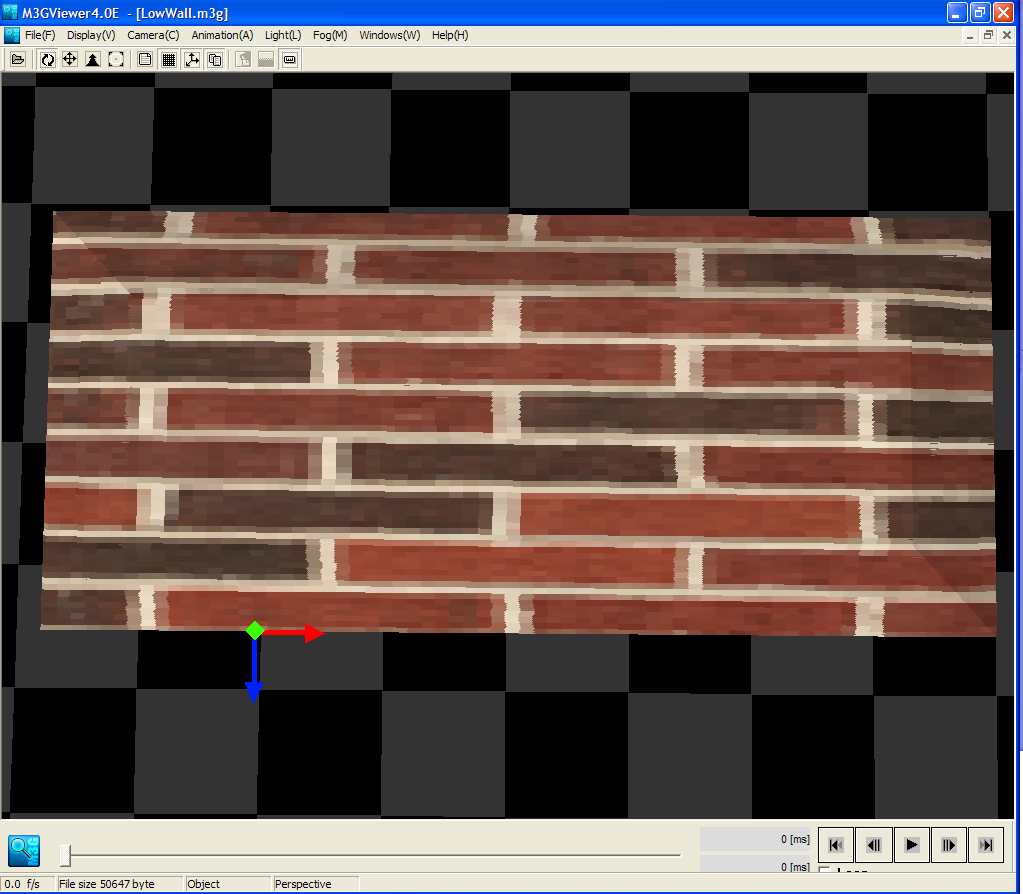 M3GViewer4.0E - [LowWall.m3g]
File(F) Display(V) Camera(C) Animation(A) Light(L) Fog(M) Windows(W) Help(H)
0 [ms]
0 [ms]
0.0 f/s File size 50647 byte Object Perspective